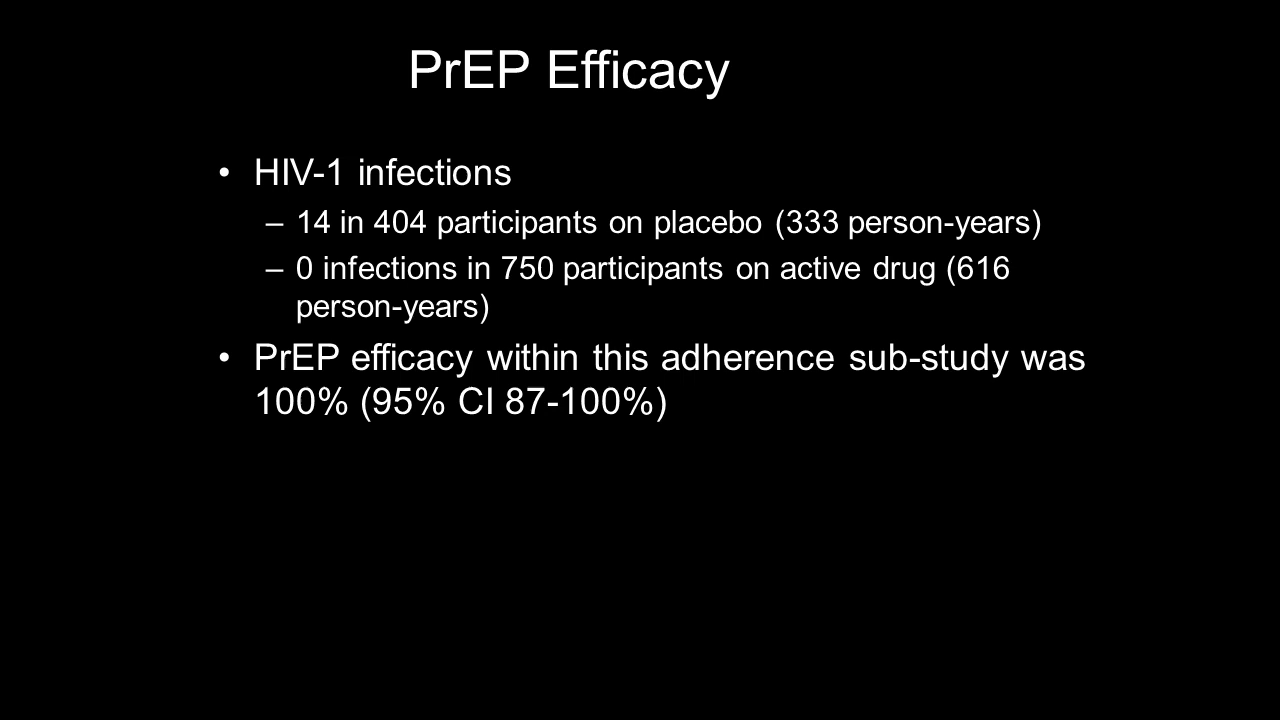 PrEP Efficacy
• HIV-1 infections
– 14 in 404 participants on placebo (333 person-years)
– 0 infections in 750 participants on active drug (616
person-years)
• PrEP efficacy within this adherence sub-study was
100% (95% CI 87-100%)